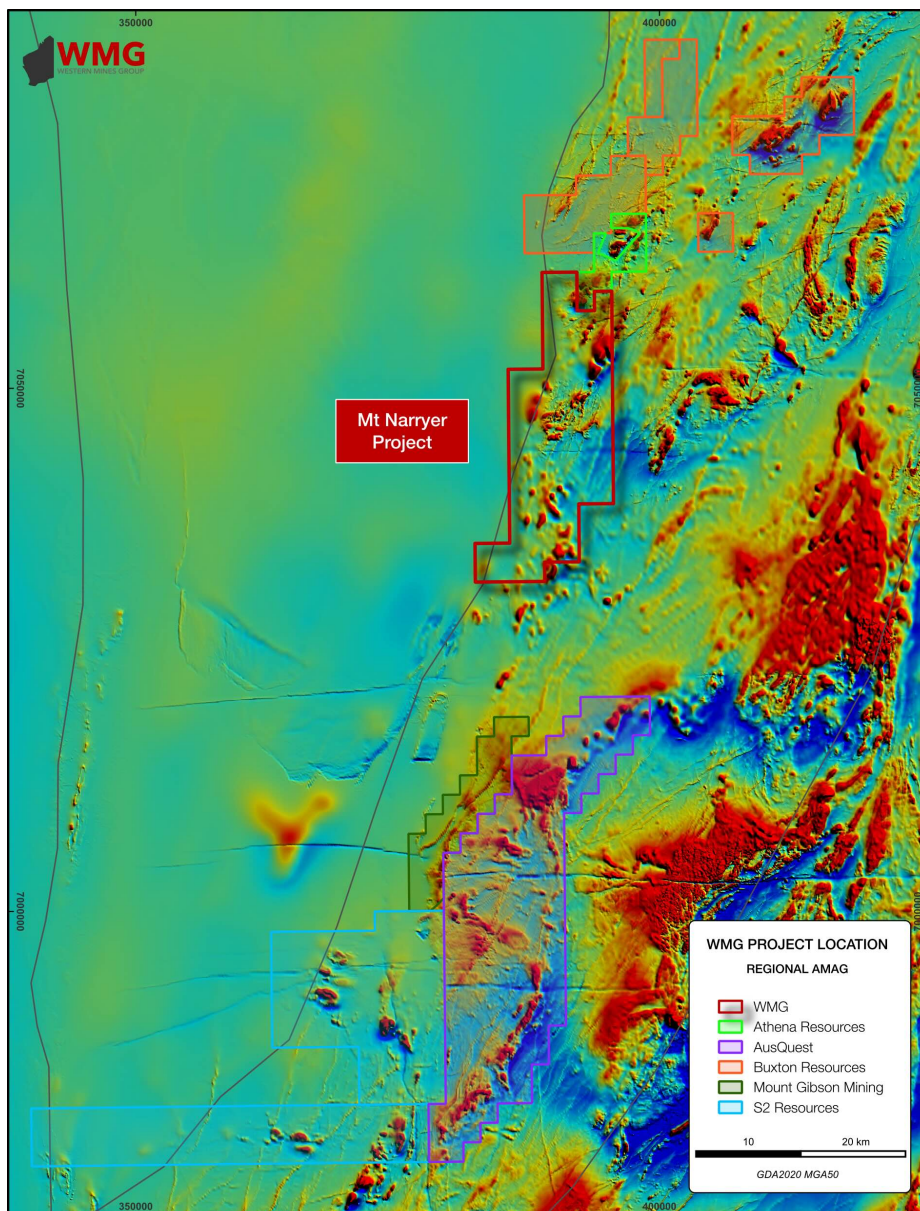 350000
400000
WMG
WESTERN MINES GROUP
7050000
Mt Narryer
Project
7000000
WMG PROJECT LOCATION
REGIONAL AMAG
WMG
Athena Resources
AusQuest
Buxton Resources
Mount Gibson Mining
S2 Resources
10
20 km
GDA2020 MGA50
350000
400000